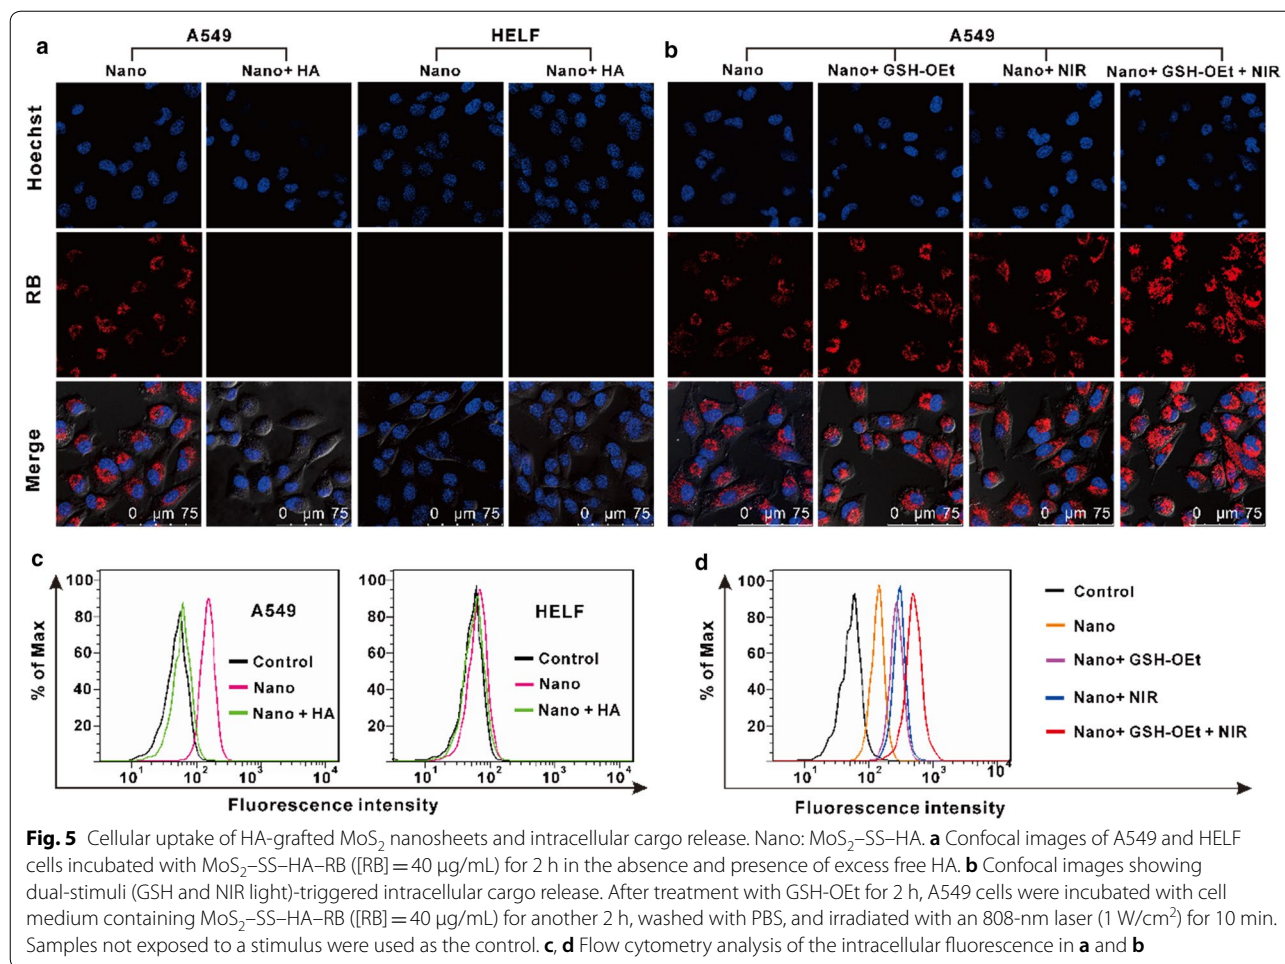 a
A549
HELF
Nano
Nano+ HA
Nano
Nano+ HA
b
A549
Nano
Nano+ GSH-OEt
Nano+ NIR
Nano+ GSH-OEt + NIR
Hoechst
RB
Merge
0 μm 75
0 μm 75
0 μm 75
0 μm 75
0 μm 75
0 μm 75
0 μm 75
0 μm 75
c
% of Max
100
80
60
40
20
A549
Control
Nano
Nano + HA
10¹ 10² 10³ 10⁴
100
80
60
40
20
HELF
Control
Nano
Nano + HA
10¹ 10² 10³ 10⁴
Fluorescence intensity
d
% of Max
100
80
60
40
20
10¹ 10² 10³ 10⁴
Fluorescence intensity
Control
Nano
Nano+ GSH-OEt
Nano+ NIR
Nano+ GSH-OEt + NIR
Fig. 5 Cellular uptake of HA-grafted MoS₂ nanosheets and intracellular cargo release. Nano: MoS₂–SS–HA. a Confocal images of A549 and HELF
cells incubated with MoS₂–SS–HA–RB ([RB] = 40 μg/mL) for 2 h in the absence and presence of excess free HA. b Confocal images showing
dual-stimuli (GSH and NIR light)-triggered intracellular cargo release. After treatment with GSH-OEt for 2 h, A549 cells were incubated with cell
medium containing MoS₂–SS–HA–RB ([RB] = 40 μg/mL) for another 2 h, washed with PBS, and irradiated with an 808-nm laser (1 W/cm²) for 10 min.
Samples not exposed to a stimulus were used as the control. c, d Flow cytometry analysis of the intracellular fluorescence in a and b